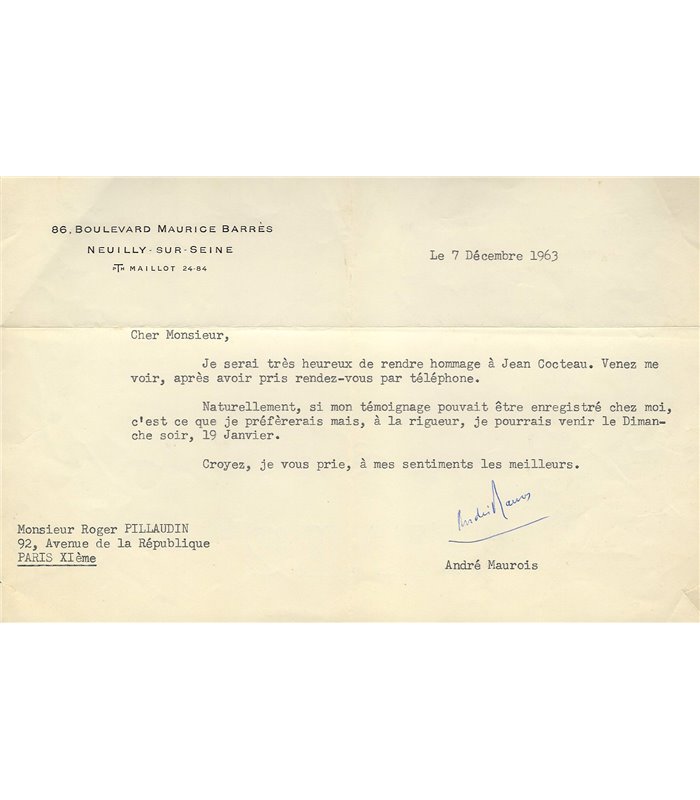 86, BOULEVARD MAURICE BARRÈS
NEUILLY-SUR-SEINE
PTH MAILLOT 24-84
Le 7 Décembre 1963
Cher Monsieur,
Je serai très heureux de rendre hommage à Jean Cocteau. Venez me
voir, après avoir pris rendez-vous par téléphone.
Naturellement, si mon témoignage pouvait être enregistré chez moi,
c'est ce que je préfèrerais mais, à la rigueur, je pourrais venir le Diman-
che soir, 19 Janvier.
Croyez, je vous prie, à mes sentiments les meilleurs.
André Maurois
Monsieur Roger PILLAUDIN
92, Avenue de la République
PARIS XIème
André Maurois